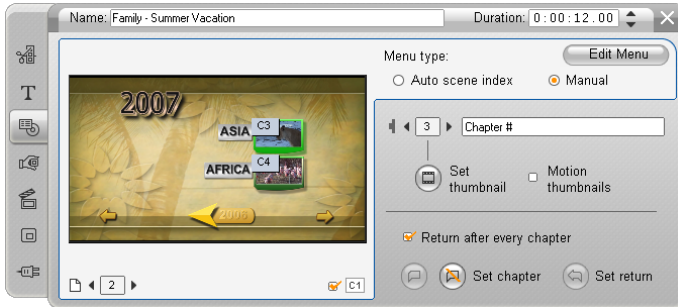 Name: Family - Summer Vacation
Duration: 0:00:12.00
Menu type:
Edit Menu
Auto scene index
Manual
2007
ASIA
C3
AFRICA
C4
2006
3
Chapter #
Set thumbnail
Motion thumbnails
Return after every chapter
Set chapter
Set return
2
C1
T